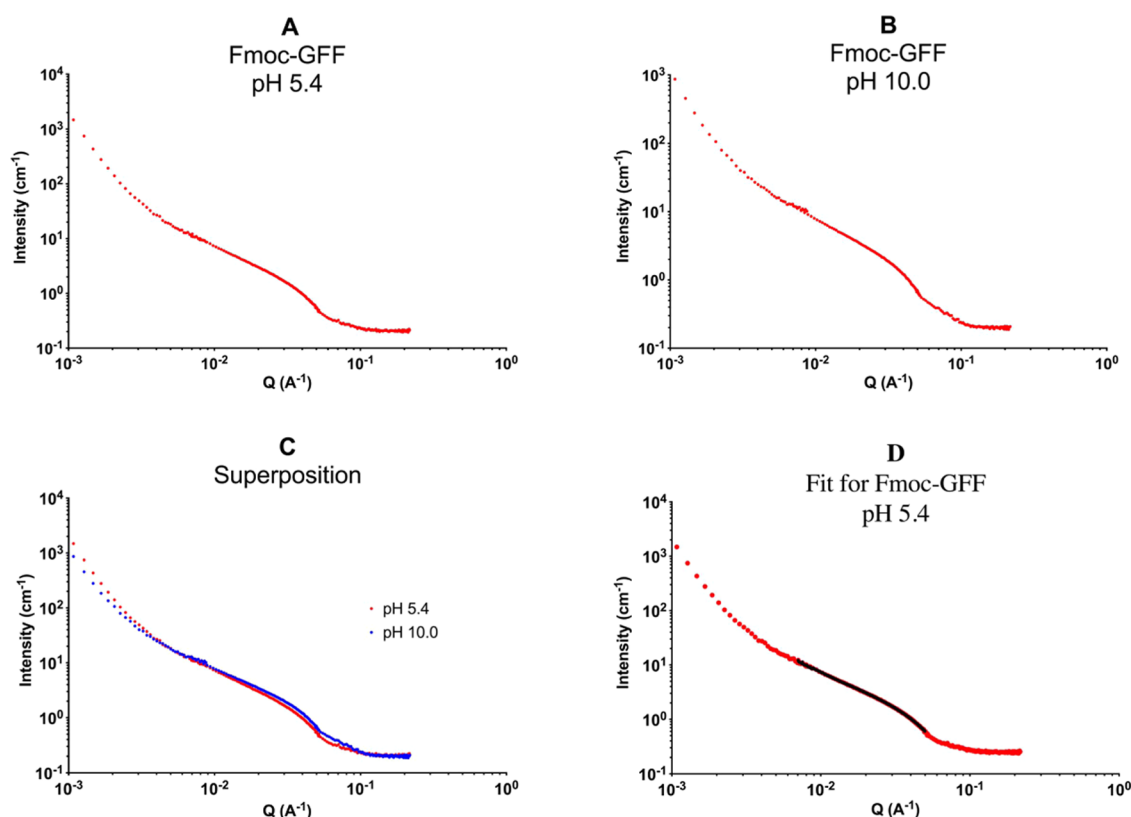 A
Fmoc-GFF
pH 5.4
10⁴
10³
10²
10¹
10⁰
10⁻¹
Intensity (cm⁻¹)
10⁻³
10⁻²
10⁻¹
10⁰
Q (A⁻¹)
B
Fmoc-GFF
pH 10.0
10³
10²
10¹
10⁰
10⁻¹
Intensity (cm⁻¹)
10⁻³
10⁻²
10⁻¹
10⁰
Q (A⁻¹)
C
Superposition
10⁴
10³
10²
10¹
10⁰
10⁻¹
Intensity (cm⁻¹)
pH 5.4
pH 10.0
10⁻³
10⁻²
10⁻¹
10⁰
Q (A⁻¹)
D
Fit for Fmoc-GFF
pH 5.4
10⁴
10³
10²
10¹
10⁰
10⁻¹
Intensity (cm⁻¹)
10⁻³
10⁻²
10⁻¹
10⁰
Q (A⁻¹)